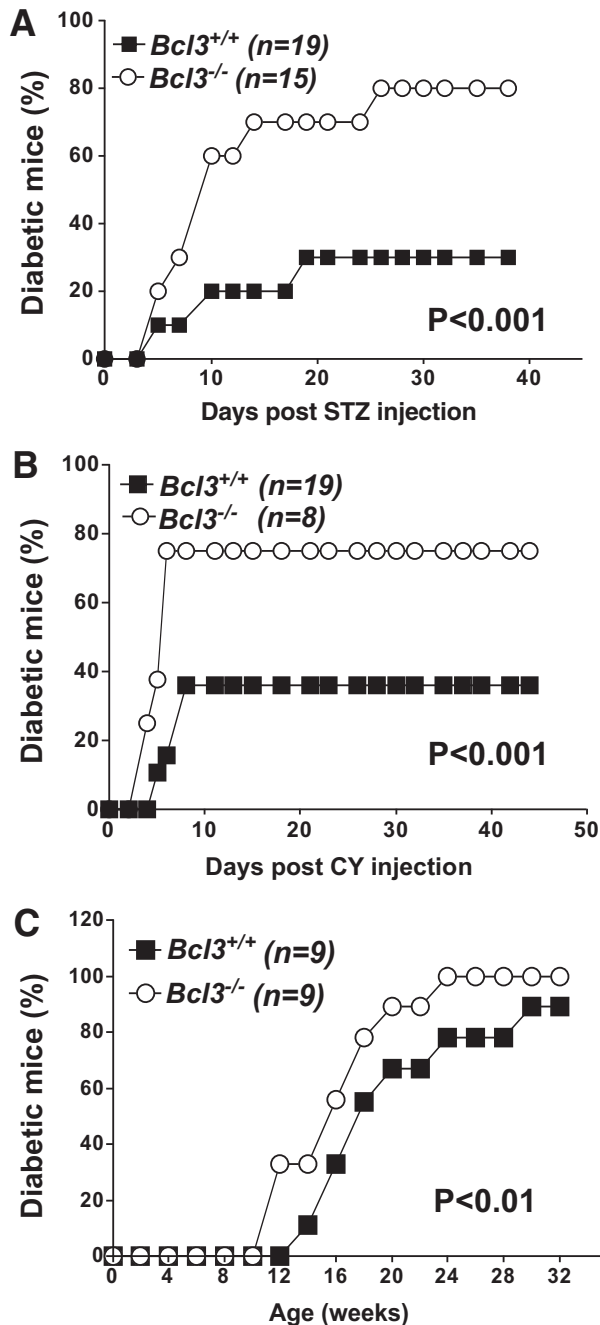 A
100
80
60
40
20
0
Diabetic mice (%)
Bcl3+/+ (n=19)
Bcl3-/- (n=15)
P<0.001
0 10 20 30 40
Days post STZ injection
B
100
80
60
40
20
0
Diabetic mice (%)
Bcl3+/+ (n=19)
Bcl3-/- (n=8)
P<0.001
0 10 20 30 40 50
Days post CY injection
C
120
100
80
60
40
20
0
Diabetic mice (%)
Bcl3+/+ (n=9)
Bcl3-/- (n=9)
P<0.01
0 4 8 12 16 20 24 28 32
Age (weeks)